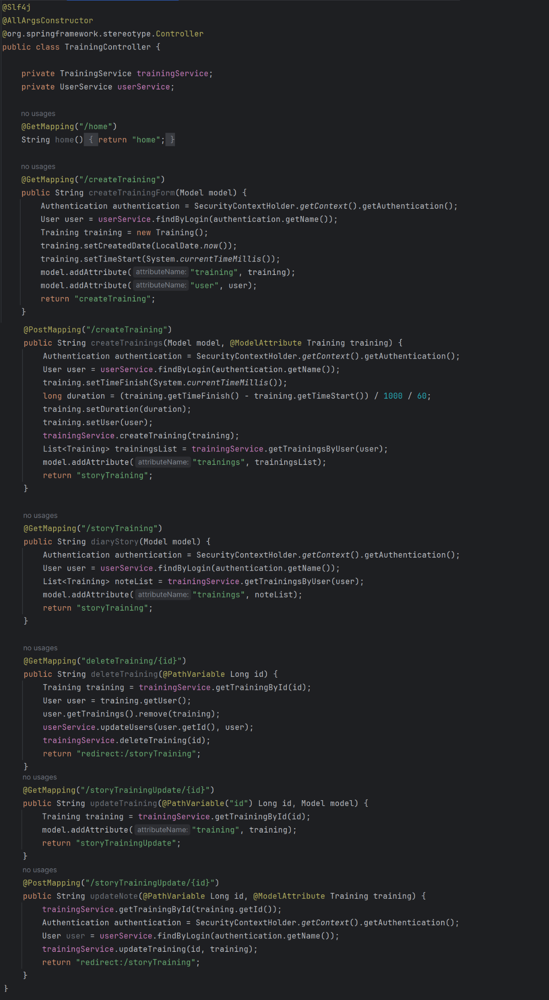 @Slf4j
@AllArgsConstructor
@org.springframework.stereotype.Controller
public class TrainingController {
private TrainingService trainingService;
private UserService userService;
no usages
@GetMapping("/home")
String home() { return "home"; }
no usages
@GetMapping("/createTraining")
public String createTrainingForm(Model model) {
Authentication authentication = SecurityContextHolder.getContext().getAuthentication();
User user = userService.findByLogin(authentication.getName());
Training training = new Training();
training.setCreatedDate(LocalDate.now());
training.setTimeStart(System.currentTimeMillis());
model.addAttribute( attributeName: "training", training);
model.addAttribute( attributeName: "user", user);
return "createTraining";
}
@PostMapping("/createTraining")
public String createTrainings(Model model, @ModelAttribute Training training) {
Authentication authentication = SecurityContextHolder.getContext().getAuthentication();
User user = userService.findByLogin(authentication.getName());
training.setTimeFinish(System.currentTimeMillis());
long duration = (training.getTimeFinish() - training.getTimeStart()) / 1000 / 60;
training.setDuration(duration);
training.setUser(user);
trainingService.createTraining(training);
List<Training> trainingsList = trainingService.getTrainingsByUser(user);
model.addAttribute( attributeName: "trainings", trainingsList);
return "storyTraining";
}
no usages
@GetMapping("/storyTraining")
public String diaryStory(Model model) {
Authentication authentication = SecurityContextHolder.getContext().getAuthentication();
User user = userService.findByLogin(authentication.getName());
List<Training> noteList = trainingService.getTrainingsByUser(user);
model.addAttribute( attributeName: "trainings", noteList);
return "storyTraining";
}
no usages
@GetMapping("deleteTraining/{id}")
public String deleteTraining(@PathVariable Long id) {
Training training = trainingService.getTrainingById(id);
User user = training.getUser();
user.getTrainings().remove(training);
userService.updateUsers(user.getId(), user);
trainingService.deleteTraining(id);
return "redirect:/storyTraining";
}
no usages
@GetMapping("/storyTrainingUpdate/{id}")
public String updateTraining(@PathVariable("id") Long id, Model model) {
Training training = trainingService.getTrainingById(id);
model.addAttribute( attributeName: "training", training);
return "storyTrainingUpdate";
}
no usages
@PostMapping("/storyTrainingUpdate/{id}")
public String updateNote(@PathVariable Long id, @ModelAttribute Training training) {
trainingService.getTrainingById(training.getId());
Authentication authentication = SecurityContextHolder.getContext().getAuthentication();
User user = userService.findByLogin(authentication.getName());
trainingService.updateTraining(id, training);
return "redirect:/storyTraining";
}
}